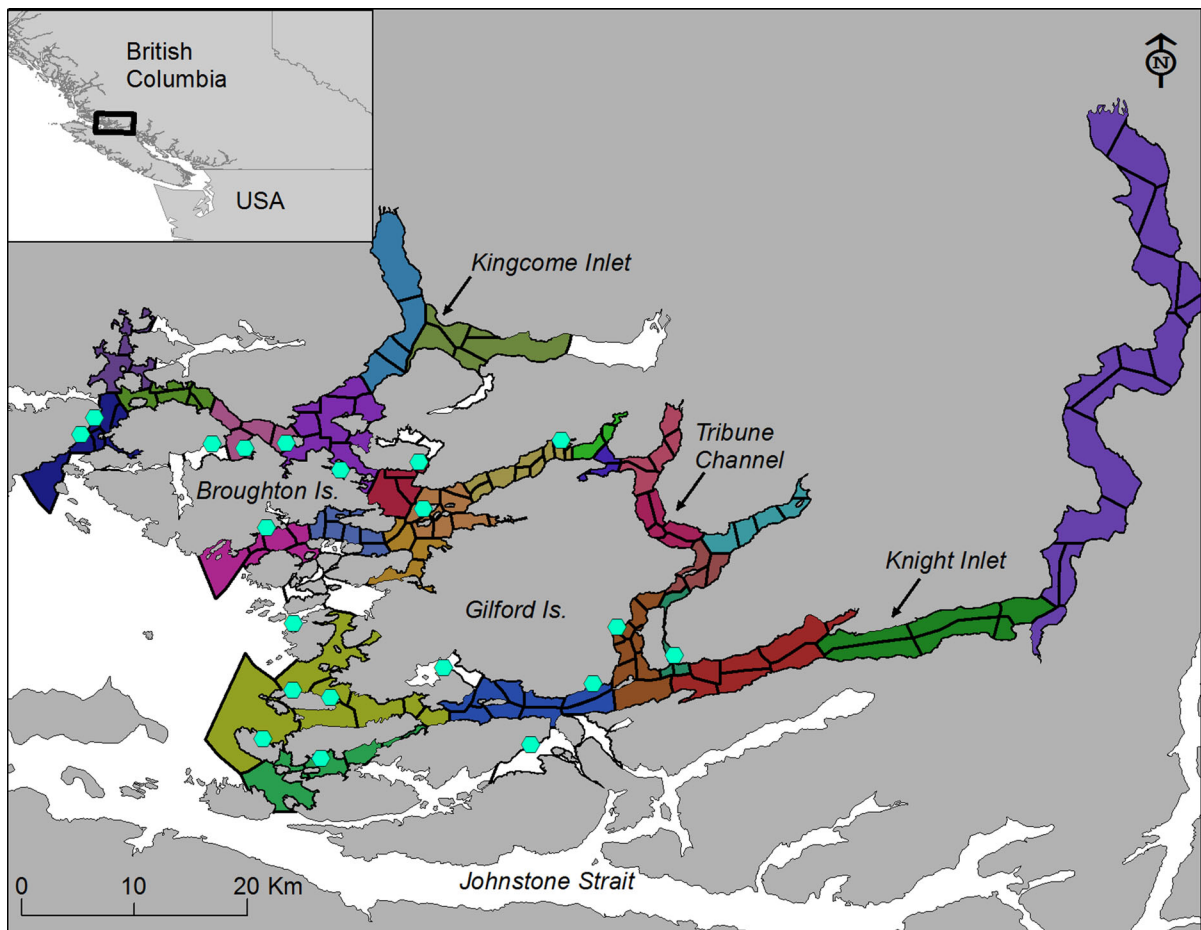 British
Columbia
USA
N
Kingcome Inlet
Tribune
Channel
Broughton Is.
Knight Inlet
Gilford Is.
0 10 20 Km
Johnstone Strait